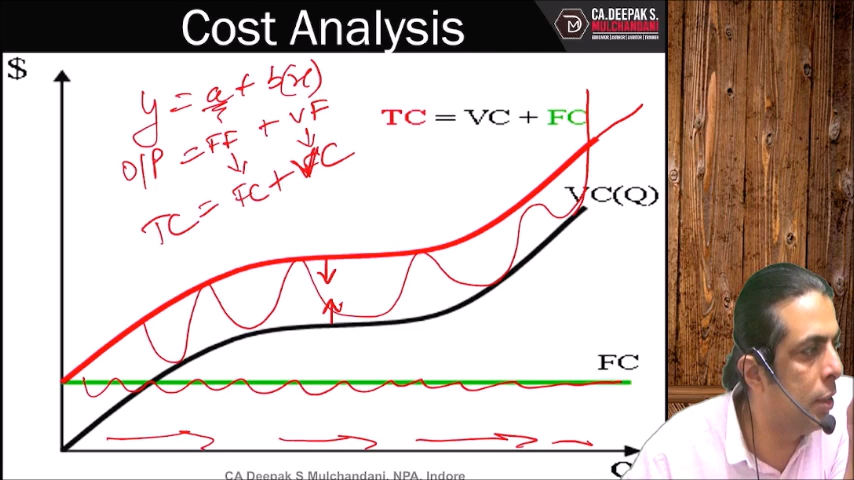 Cost Analysis
CA.DEEPAK S.
MULCHANDANI
$
y = a + b(x)
TC = VC + FC
O/P = FF + VF
TC = FC +
VC(Q)
FC
CA Deepak S Mulchandani, NPA, Indore